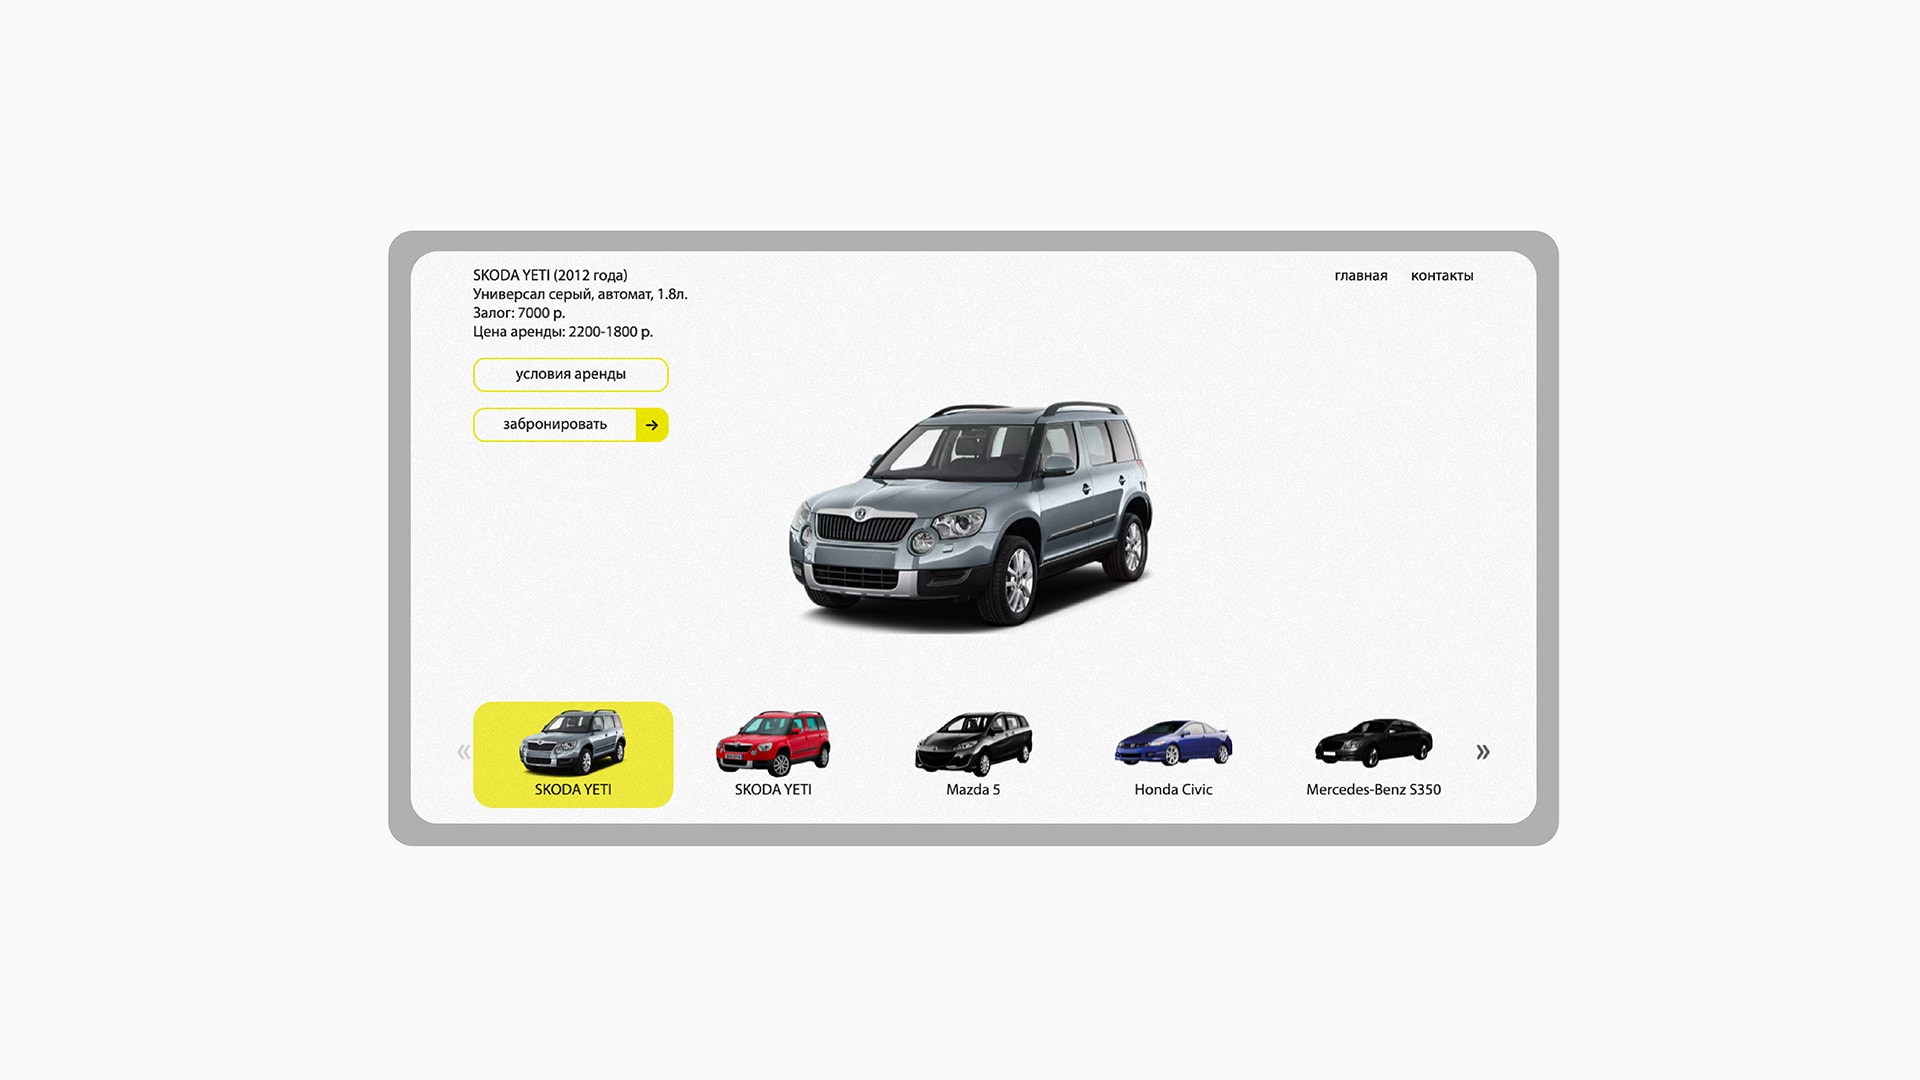 SKODA YETI (2012 года)
главная контакты
Универсал серый, автомат, 1.8л.
Залог: 7000 р.
Цена аренды: 2200-1800 р.
условия аренды
забронировать →
« »
SKODA YETI
SKODA YETI
Mazda 5
Honda Civic
Mercedes-Benz S350